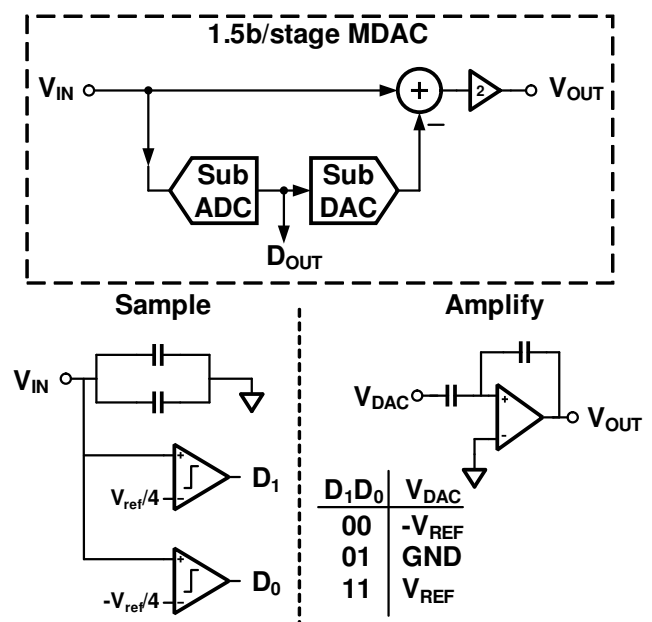 1.5b/stage MDAC
V_IN
+
2
V_OUT
−
Sub
ADC
Sub
DAC
D_OUT
Sample
Amplify
V_IN
V_DAC
+
-
V_OUT
+
V_ref/4
-
D_1
+
-V_ref/4
-
D_0
D_1D_0 V_DAC
00 -V_REF
01 GND
11 V_REF